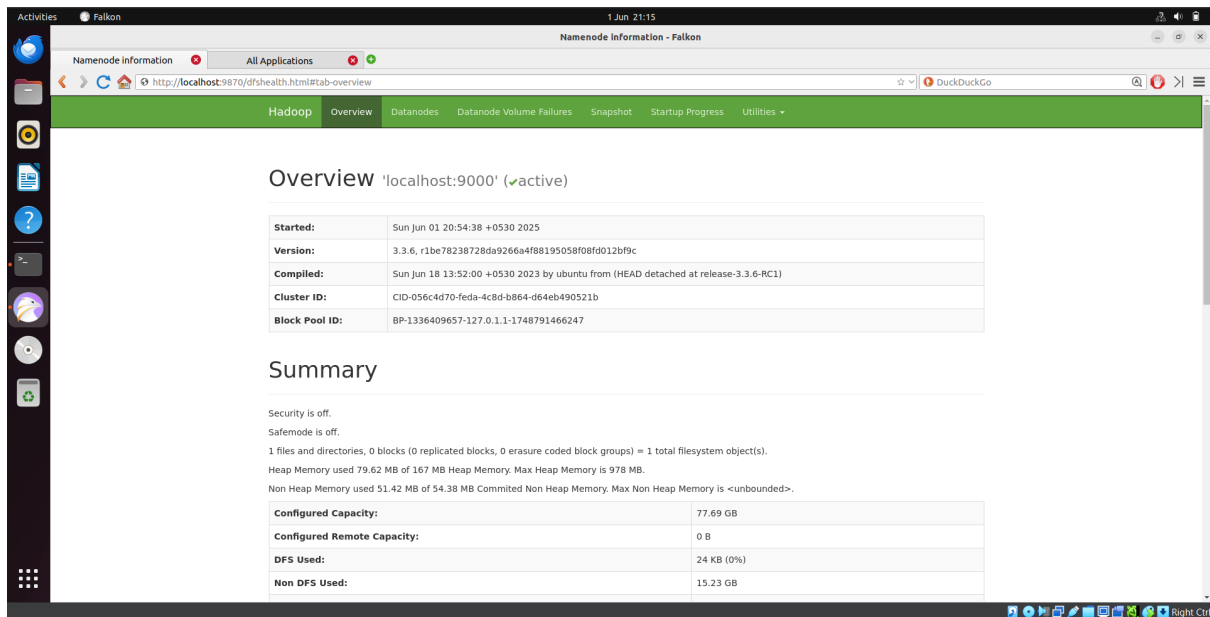 Activities Falkon 1 Jun 21:15
Namenode information - Falkon
Namenode information All Applications
http://localhost:9870/dfshealth.html#tab-overview DuckDuckGo
Hadoop Overview Datanodes Datanode Volume Failures Snapshot Startup Progress Utilities
Overview 'localhost:9000' (✔active)
Started: Sun Jun 01 20:54:38 +0530 2025
Version: 3.3.6, r1be78238728da9266a4f88195058f08fd012bf9c
Compiled: Sun Jun 18 13:52:00 +0530 2023 by ubuntu from (HEAD detached at release-3.3.6-RC1)
Cluster ID: CID-056c4d70-feda-4c8d-b864-d64eb490521b
Block Pool ID: BP-1336409657-127.0.1.1-1748791466247
Summary
Security is off.
Safemode is off.
1 files and directories, 0 blocks (0 replicated blocks, 0 erasure coded block groups) = 1 total filesystem object(s).
Heap Memory used 79.62 MB of 167 MB Heap Memory. Max Heap Memory is 978 MB.
Non Heap Memory used 51.42 MB of 54.38 MB Commited Non Heap Memory. Max Non Heap Memory is <unbounded>.
Configured Capacity: 77.69 GB
Configured Remote Capacity: 0 B
DFS Used: 24 KB (0%)
Non DFS Used: 15.23 GB
Right Ctrl